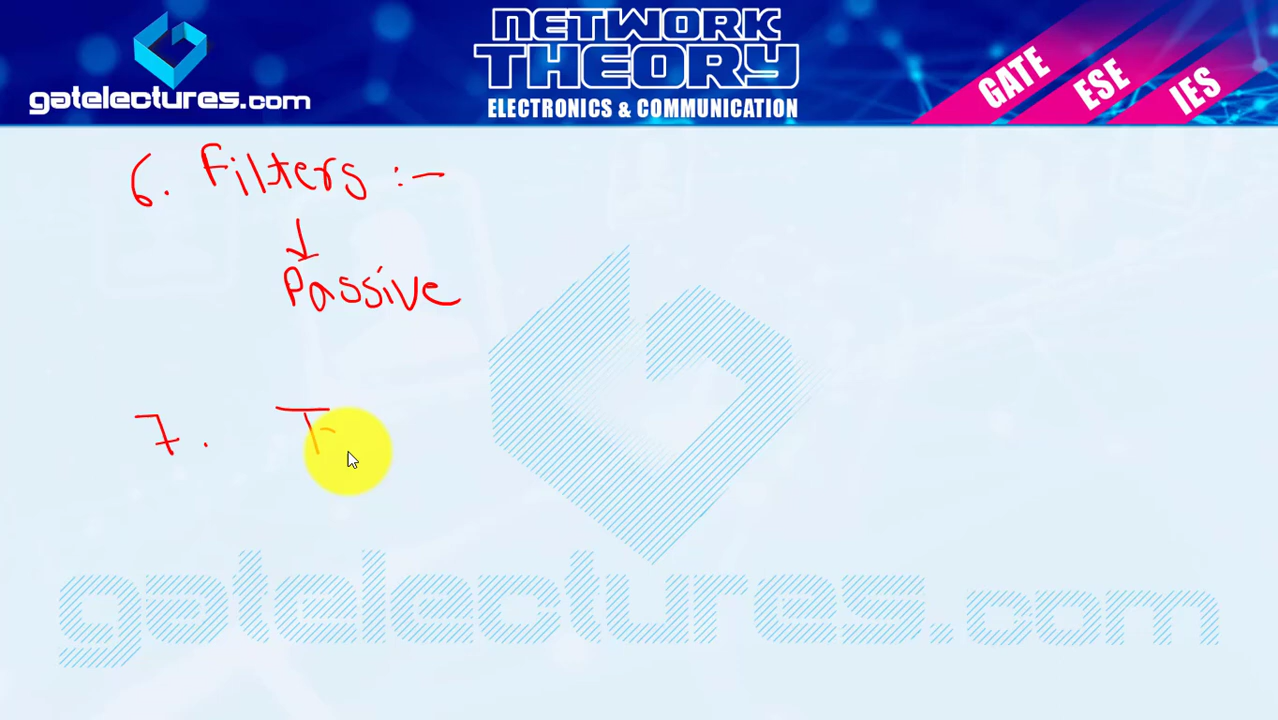 gatelectures.com
NETWORK
THEORY
ELECTRONICS & COMMUNICATION
GATE
ESE
IES
6. Filters :-
↓
Passive
7. T
gatelectures.com